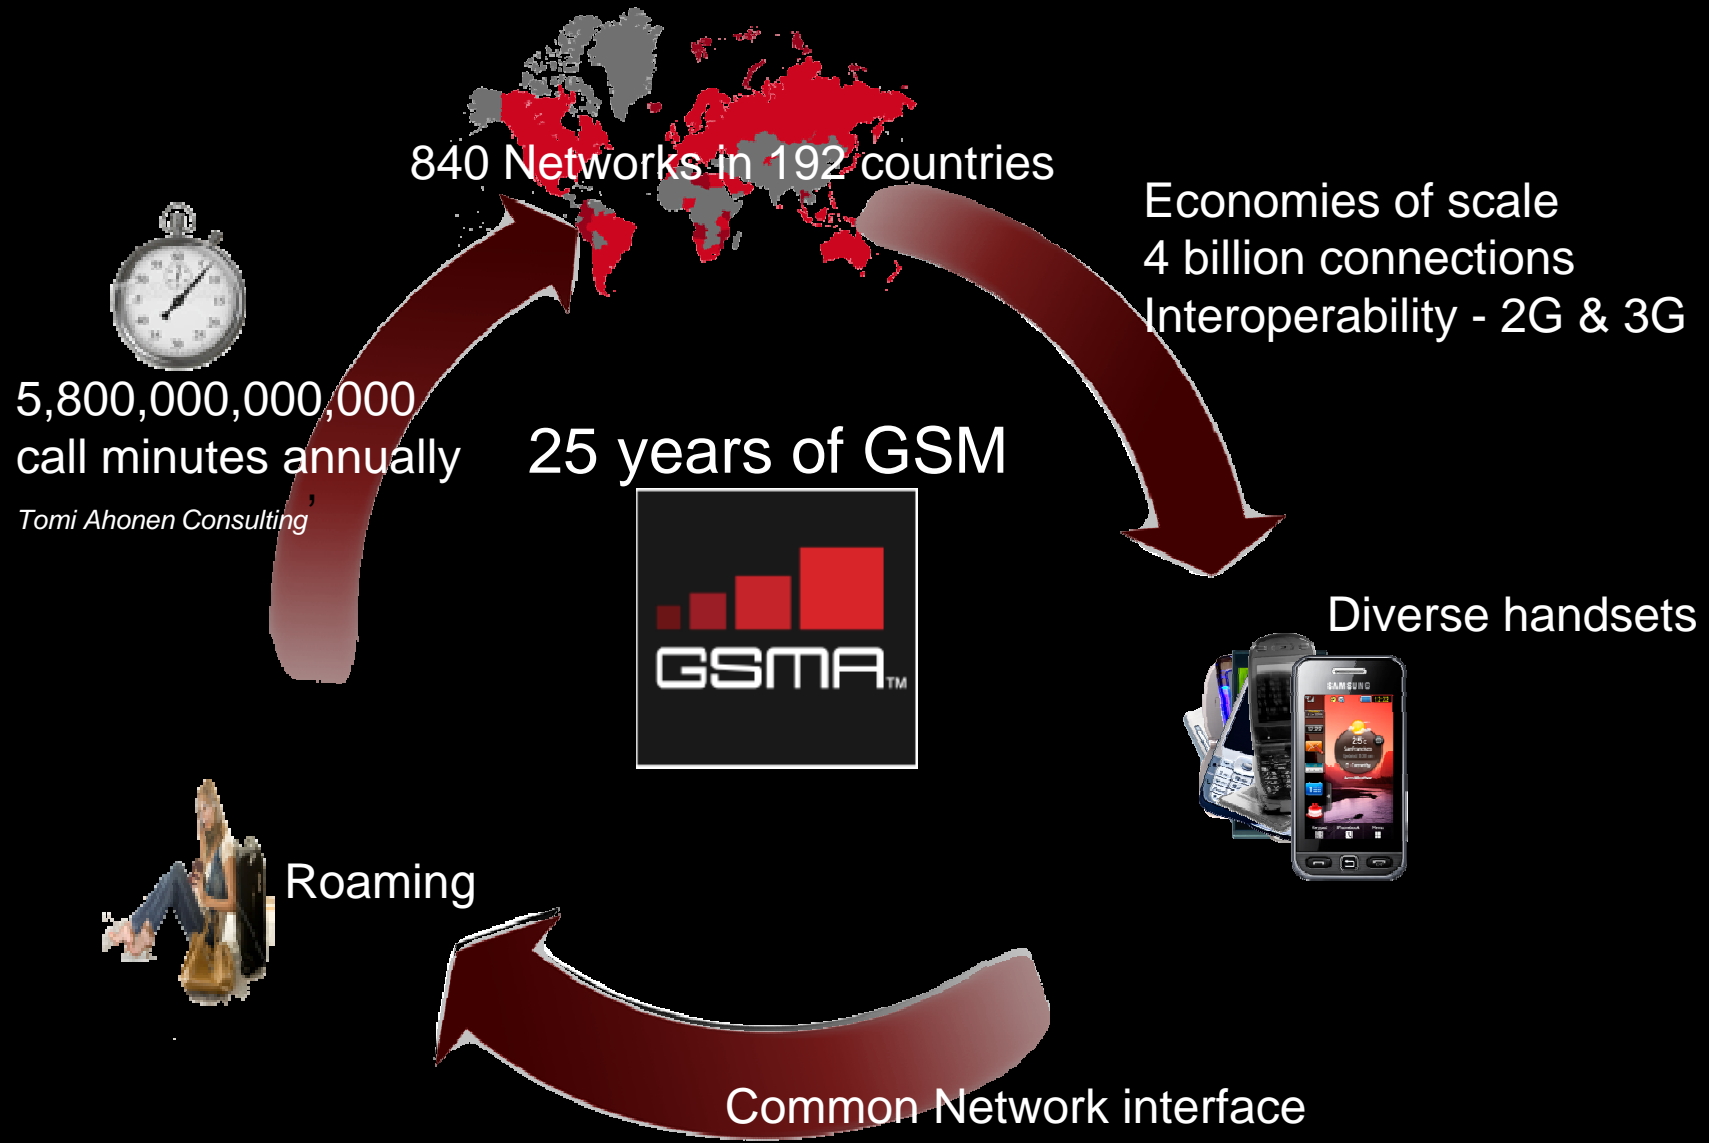 840 Networks in 192 countries
Economies of scale
4 billion connections
Interoperability - 2G & 3G
5,800,000,000,000
call minutes annually
,
Tomi Ahonen Consulting
25 years of GSM
GSMA™
Diverse handsets
SAMSUNG
Roaming
Common Network interface